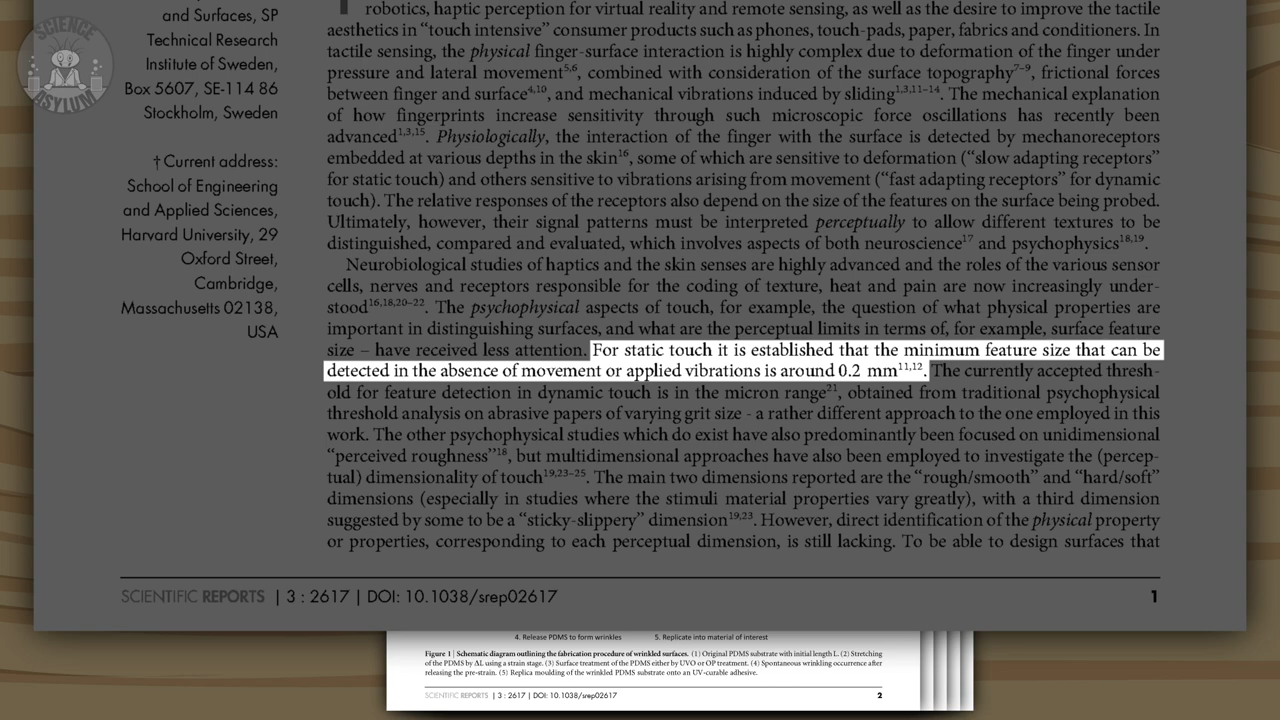 SCIENCE
ASYLUM
and Surfaces, SP
Technical Research
Institute of Sweden,
Box 5607, SE-114 86
Stockholm, Sweden
†Current address:
School of Engineering
and Applied Sciences,
Harvard University, 29
Oxford Street,
Cambridge,
Massachusetts 02138,
USA
robotics, haptic perception for virtual reality and remote sensing, as well as the desire to improve the tactile
aesthetics in “touch intensive” consumer products such as phones, touch-pads, paper, fabrics and conditioners. In
tactile sensing, the physical finger-surface interaction is highly complex due to deformation of the finger under
pressure and lateral movement5,6, combined with consideration of the surface topography7–9, frictional forces
between finger and surface4,10, and mechanical vibrations induced by sliding1,3,11–14. The mechanical explanation
of how fingerprints increase sensitivity through such microscopic force oscillations has recently been
advanced1,3,15. Physiologically, the interaction of the finger with the surface is detected by mechanoreceptors
embedded at various depths in the skin16, some of which are sensitive to deformation (“slow adapting receptors”
for static touch) and others sensitive to vibrations arising from movement (“fast adapting receptors” for dynamic
touch). The relative responses of the receptors also depend on the size of the features on the surface being probed.
Ultimately, however, their signal patterns must be interpreted perceptually to allow different textures to be
distinguished, compared and evaluated, which involves aspects of both neuroscience17 and psychophysics18,19.
Neurobiological studies of haptics and the skin senses are highly advanced and the roles of the various sensor
cells, nerves and receptors responsible for the coding of texture, heat and pain are now increasingly under-
stood16,18,20–22. The psychophysical aspects of touch, for example, the question of what physical properties are
important in distinguishing surfaces, and what are the perceptual limits in terms of, for example, surface feature
size – have received less attention. For static touch it is established that the minimum feature size that can be
detected in the absence of movement or applied vibrations is around 0.2 mm11,12. The currently accepted thresh-
old for feature detection in dynamic touch is in the micron range21, obtained from traditional psychophysical
threshold analysis on abrasive papers of varying grit size - a rather different approach to the one employed in this
work. The other psychophysical studies which do exist have also predominantly been focused on unidimensional
“perceived roughness”18, but multidimensional approaches have also been employed to investigate the (percep-
tual) dimensionality of touch19,23–25. The main two dimensions reported are the “rough/smooth” and “hard/soft”
dimensions (especially in studies where the stimuli material properties vary greatly), with a third dimension
suggested by some to be a “sticky-slippery” dimension19,23. However, direct identification of the physical property
or properties, corresponding to each perceptual dimension, is still lacking. To be able to design surfaces that
SCIENTIFIC REPORTS | 3 : 2617 | DOI: 10.1038/srep02617 1
4. Release PDMS to form wrinkles 5. Replicate into material of interest
Figure 1 | Schematic diagram outlining the fabrication procedure of wrinkled surfaces. (1) Original PDMS substrate with initial length L. (2) Stretching
of the PDMS by ΔL using a strain stage. (3) Surface treatment of the PDMS either by UVO or OP treatment. (4) Spontaneous wrinkling occurrence after
releasing the pre-strain. (5) Replica moulding of the wrinkled PDMS substrate onto an UV-curable adhesive.
SCIENTIFIC REPORTS | 3 : 2617 | DOI: 10.1038/srep02617 2